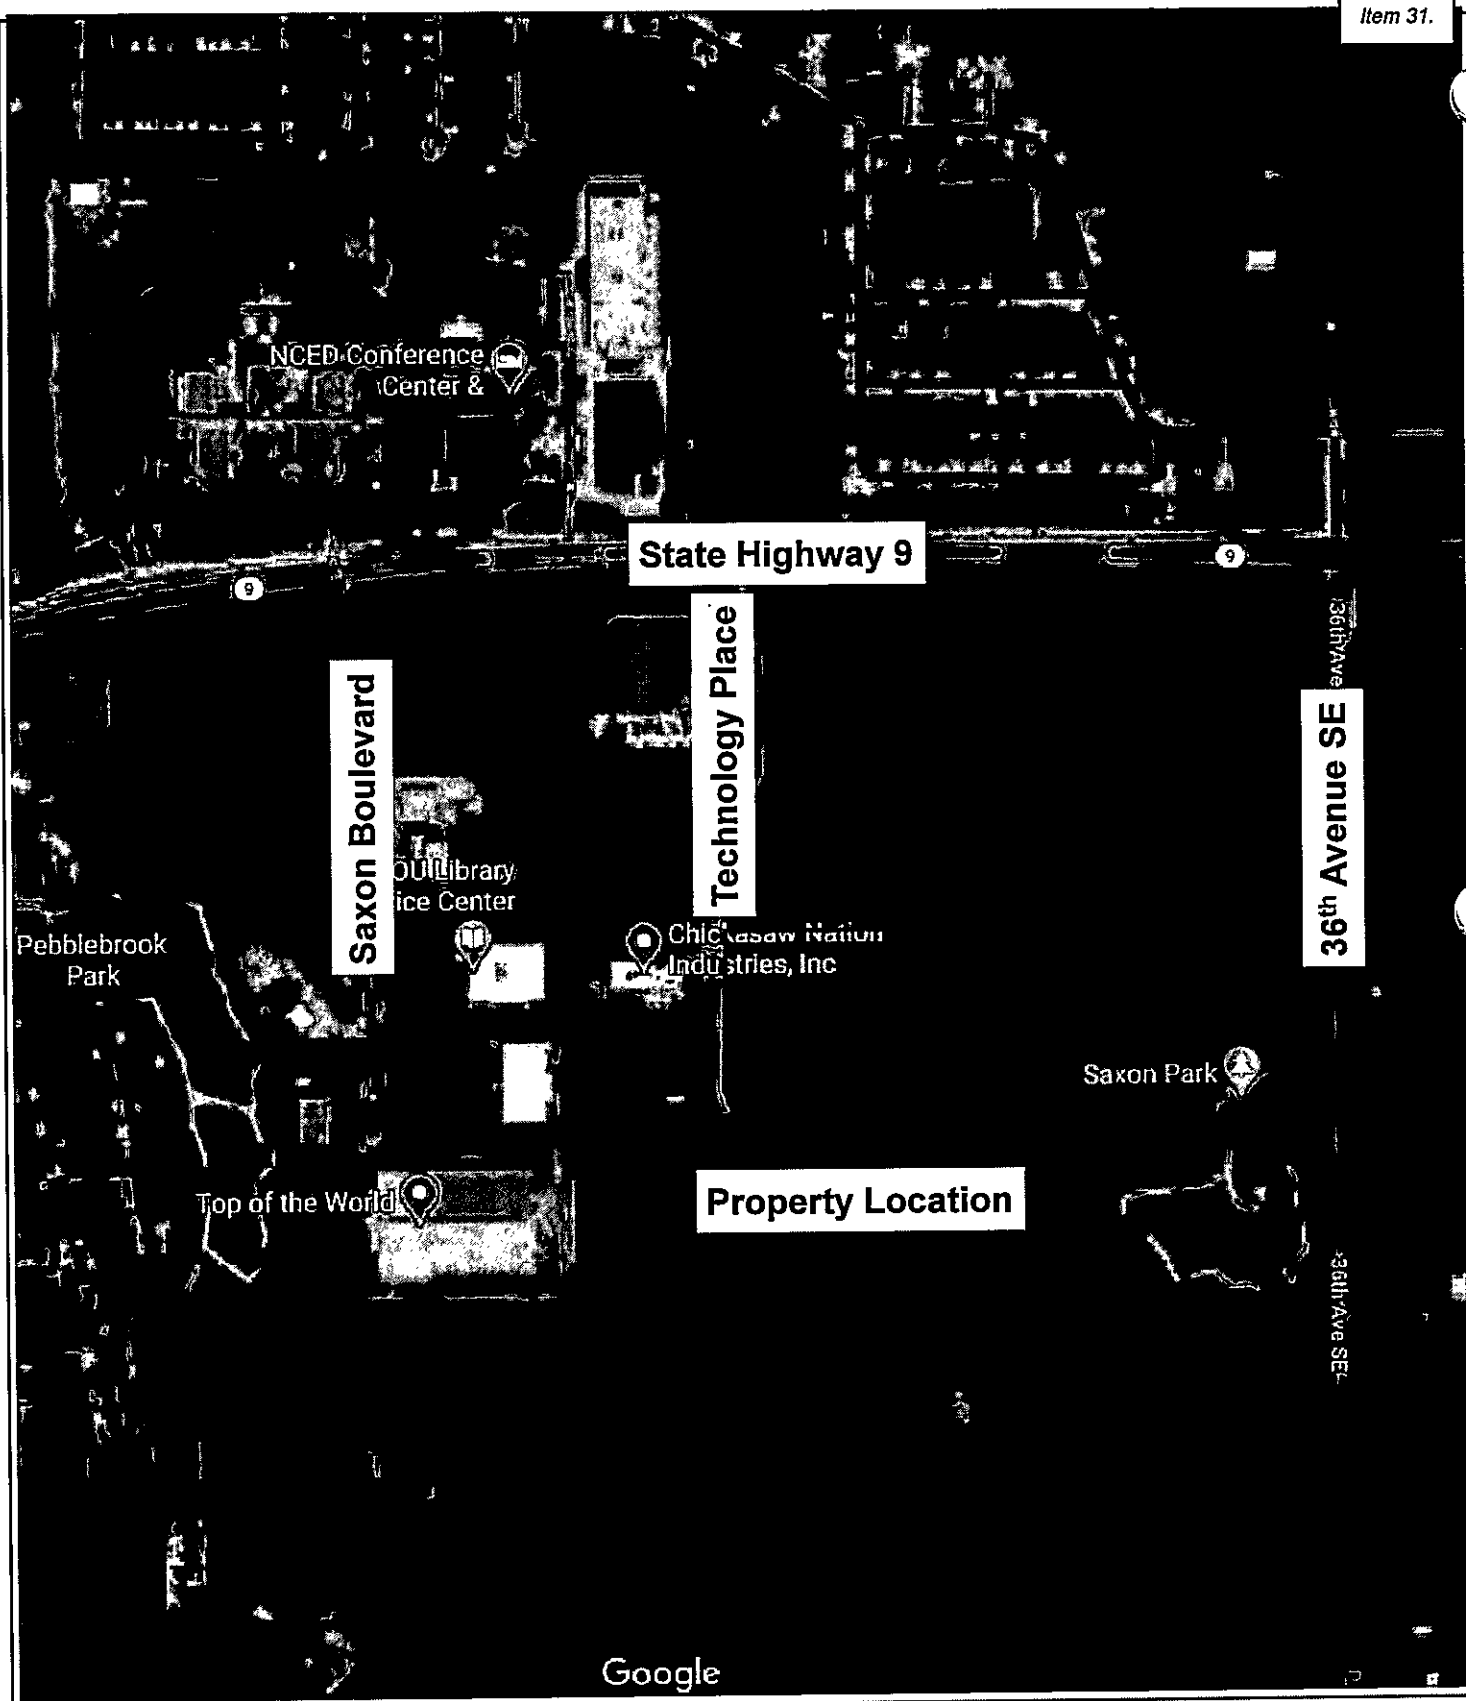 Item 31.
NCED Conference
Center &
State Highway 9
9
9
36th Ave
Saxon Boulevard
Technology Place
36th Avenue SE
OU Library
ice Center
Chickasaw Nation
Industries, Inc
Pebblebrook
Park
Saxon Park
Top of the World
Property Location
36th Ave SE
Google